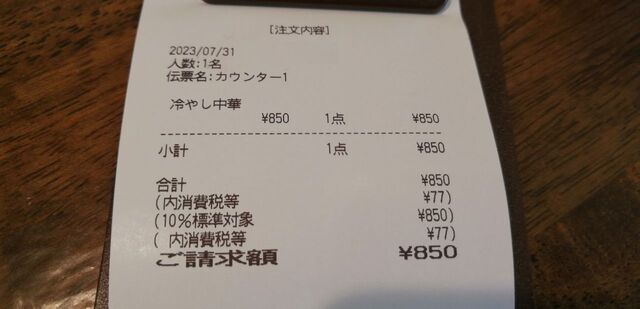 [注文内容]
2023/07/31
人数:1名
伝票名:カウンター1
冷やし中華
¥850 1点 ¥850
小計 1点 ¥850
合計 ¥850
(内消費税等 ¥77)
(10%標準対象 ¥850)
( 内消費税等 ¥77)
ご請求額 ¥850